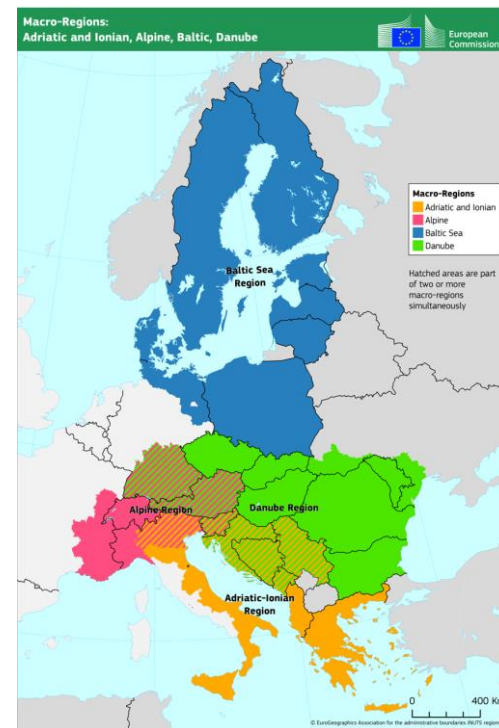 Macro-Regions:
Adriatic and Ionian, Alpine, Baltic, Danube
European
Commission
Macro-Regions
Adriatic and Ionian
Alpine
Baltic Sea
Danube
Hatched areas are part
of two or more
macro-regions
simultaneously
Baltic Sea
Region
Alpine Region
Danube Region
Adriatic-Ionian
Region
0 400 K
© EuroGeographics Association for the administrative boundaries (NUTS regions